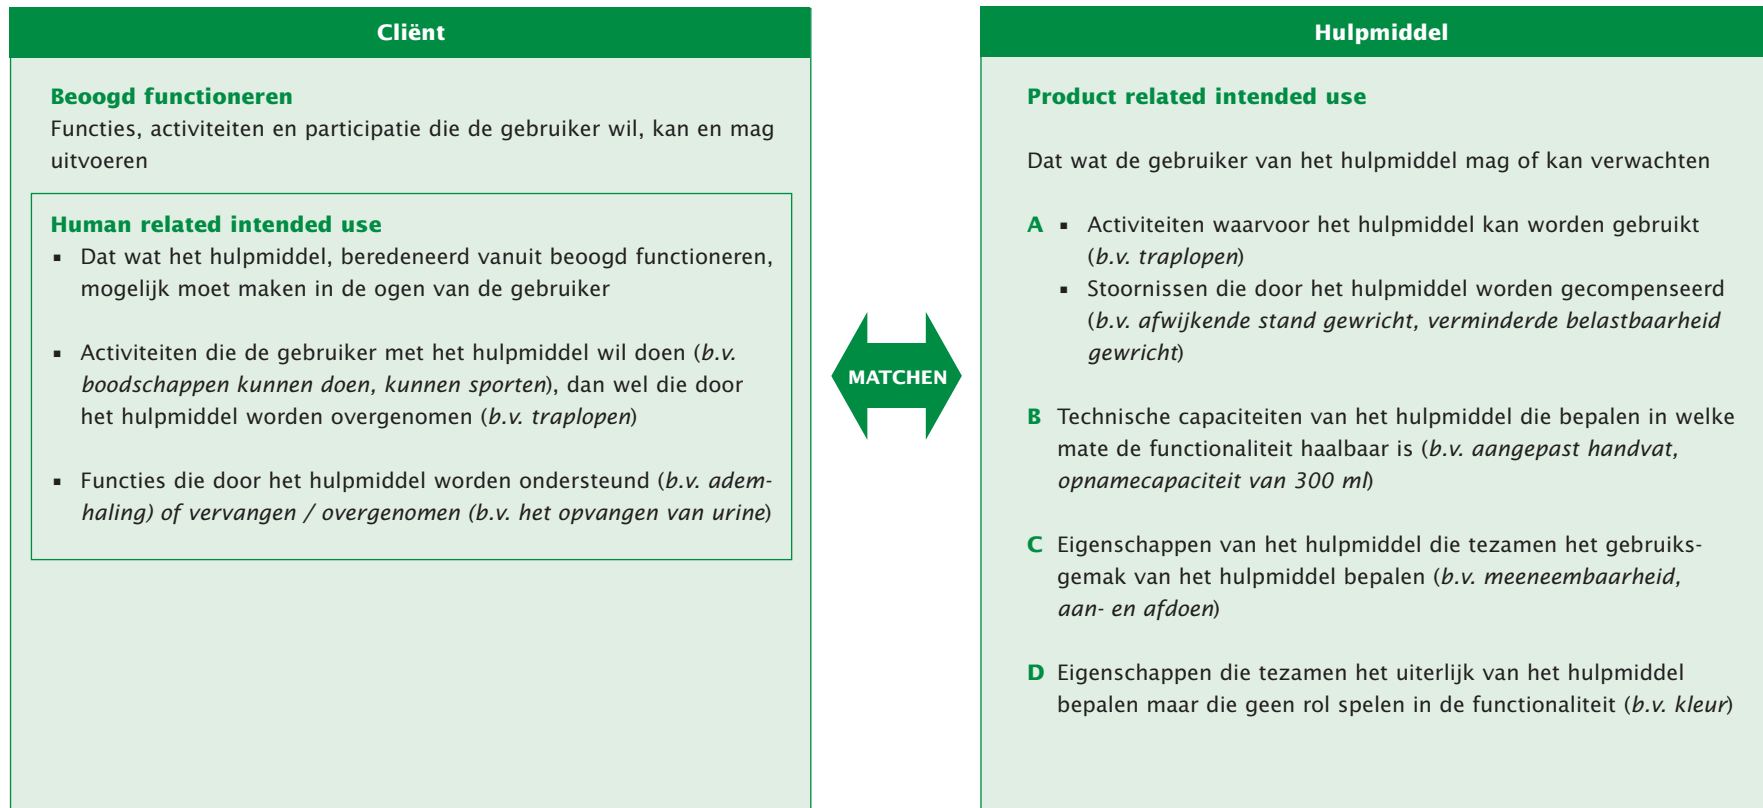 Cliënt
Beoogd functioneren
Functies, activiteiten en participatie die de gebruiker wil, kan en mag
uitvoeren
Human related intended use
▪ Dat wat het hulpmiddel, beredeneerd vanuit beoogd functioneren,
mogelijk moet maken in de ogen van de gebruiker
▪ Activiteiten die de gebruiker met het hulpmiddel wil doen (b.v.
boodschappen kunnen doen, kunnen sporten), dan wel die door
het hulpmiddel worden overgenomen (b.v. traplopen)
▪ Functies die door het hulpmiddel worden ondersteund (b.v. adem-
haling) of vervangen / overgenomen (b.v. het opvangen van urine)
MATCHEN
Hulpmiddel
Product related intended use
Dat wat de gebruiker van het hulpmiddel mag of kan verwachten
A ▪ Activiteiten waarvoor het hulpmiddel kan worden gebruikt
(b.v. traplopen)
▪ Stoornissen die door het hulpmiddel worden gecompenseerd
(b.v. afwijkende stand gewricht, verminderde belastbaarheid
gewricht)
B Technische capaciteiten van het hulpmiddel die bepalen in welke
mate de functionaliteit haalbaar is (b.v. aangepast handvat,
opnamecapaciteit van 300 ml)
C Eigenschappen van het hulpmiddel die tezamen het gebruiks-
gemak van het hulpmiddel bepalen (b.v. meeneembaarheid,
aan- en afdoen)
D Eigenschappen die tezamen het uiterlijk van het hulpmiddel
bepalen maar die geen rol spelen in de functionaliteit (b.v. kleur)